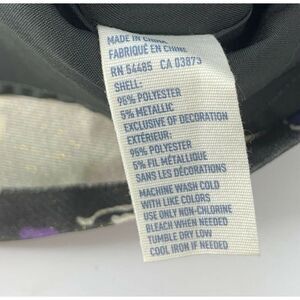 MADE IN CHINA
FABRIQUÉ EN CHINE
RN 54485 CA 03873
SHELL:
95% POLYESTER
5% METALLIC
EXCLUSIVE OF DECORATION
EXTÉRIEUR:
95% POLYESTER
5% FIL MÉTALLIQUE
SANS LES DÉCORATIONS
MACHINE WASH COLD
WITH LIKE COLORS
USE ONLY NON-CHLORINE
BLEACH WHEN NEEDED
TUMBLE DRY LOW
COOL IRON IF NEEDED